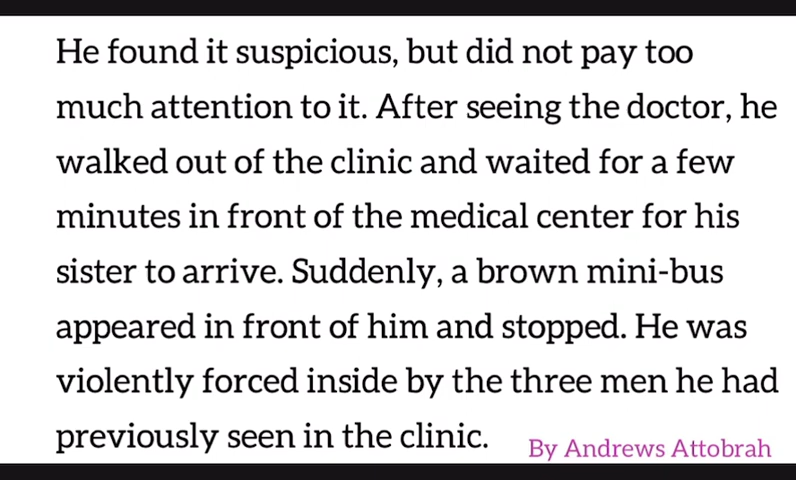 He found it suspicious, but did not pay too
much attention to it. After seeing the doctor, he
walked out of the clinic and waited for a few
minutes in front of the medical center for his
sister to arrive. Suddenly, a brown mini-bus
appeared in front of him and stopped. He was
violently forced inside by the three men he had
previously seen in the clinic.
By Andrews Attobrah